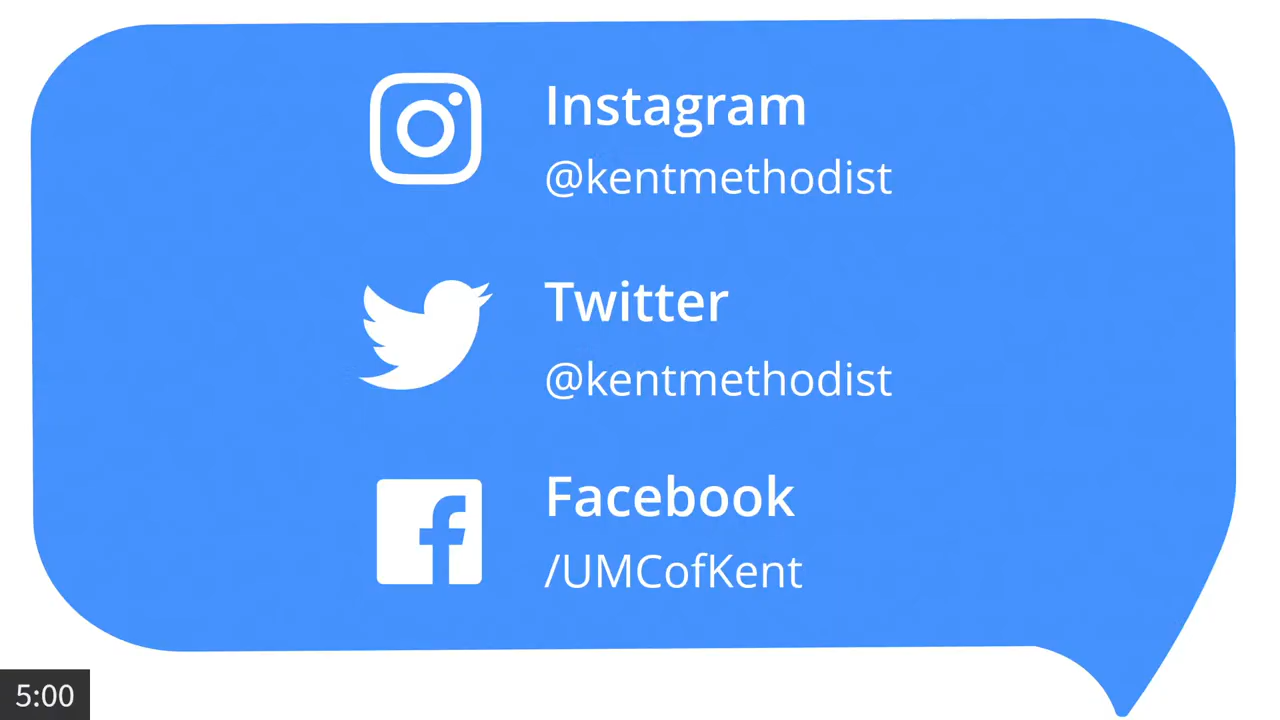 Instagram
@kentmethodist
Twitter
@kentmethodist
Facebook
/UMCofKent
5:00